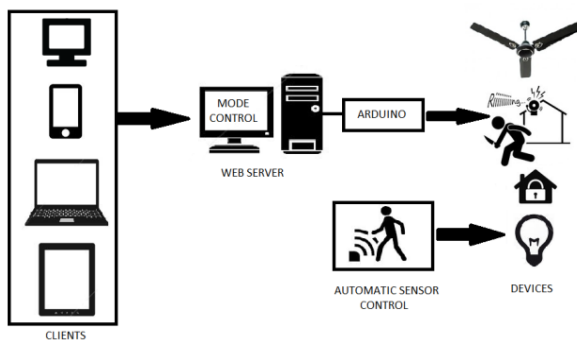 MODE
CONTROL
ARDUINO
WEB SERVER
AUTOMATIC SENSOR
CONTROL
DEVICES
CLIENTS